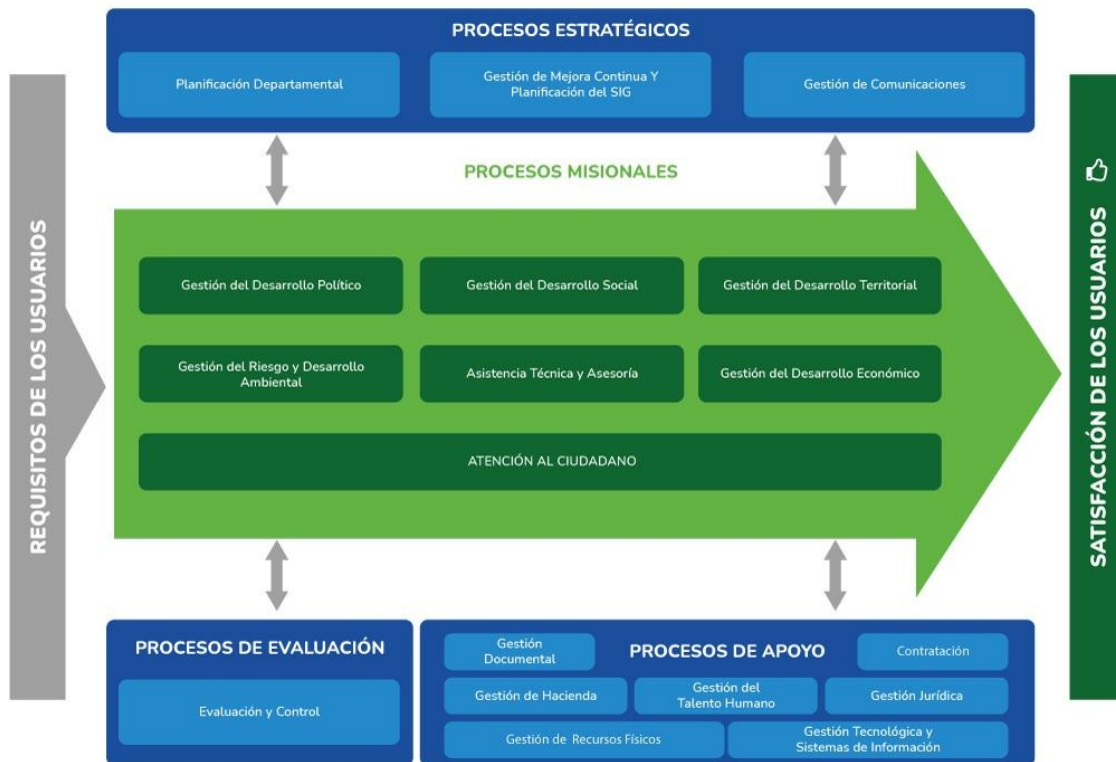 PROCESOS ESTRATÉGICOS
Planificación Departamental
Gestión de Mejora Continua Y
Planificación del SIG
Gestión de Comunicaciones
REQUISITOS DE LOS USUARIOS
PROCESOS MISIONALES
Gestión del Desarrollo Político
Gestión del Desarrollo Social
Gestión del Desarrollo Territorial
Gestión del Riesgo y Desarrollo
Ambiental
Asistencia Técnica y Asesoría
Gestión del Desarrollo Económico
ATENCIÓN AL CIUDADANO
SATISFACCIÓN DE LOS USUARIOS
PROCESOS DE EVALUACIÓN
Evaluación y Control
PROCESOS DE APOYO
Gestión
Documental
Contratación
Gestión de Hacienda
Gestión del
Talento Humano
Gestión Jurídica
Gestión de Recursos Físicos
Gestión Tecnológica y
Sistemas de Información